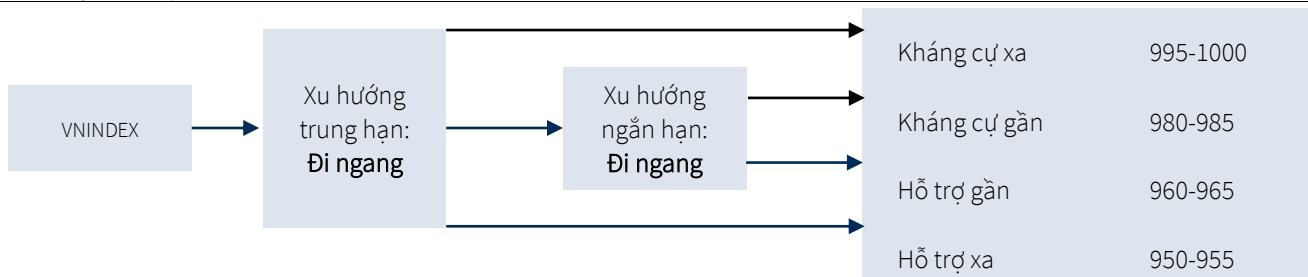 VNINDEX
Xu hướng
trung hạn:
Đi ngang
Xu hướng
ngắn hạn:
Đi ngang
Kháng cự xa 995-1000
Kháng cự gần 980-985
Hỗ trợ gần 960-965
Hỗ trợ xa 950-955